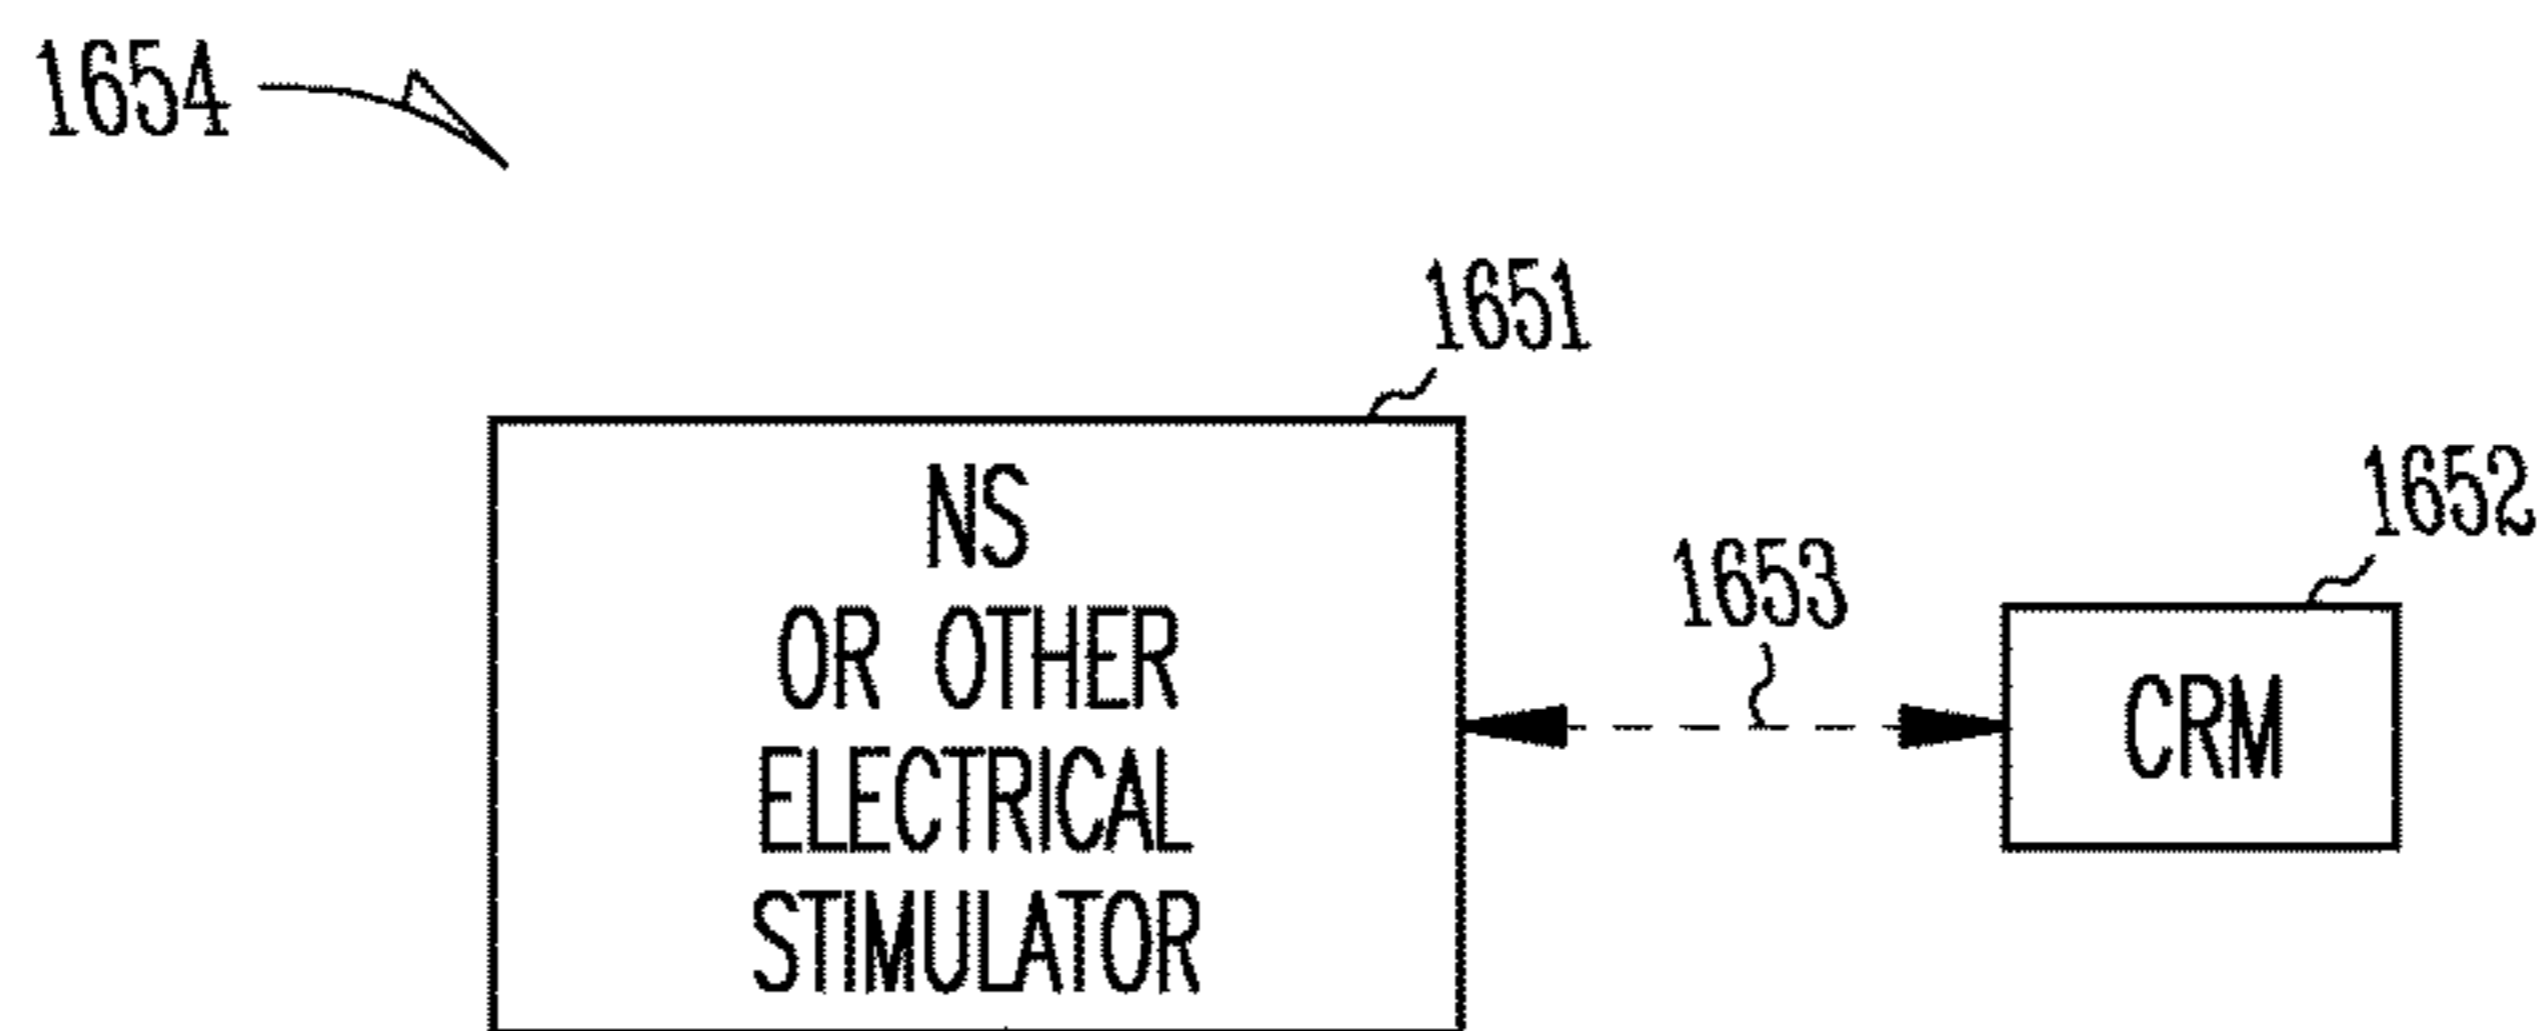 1654
1651
NS
OR OTHER
ELECTRICAL
STIMULATOR
1653
1652
CRM